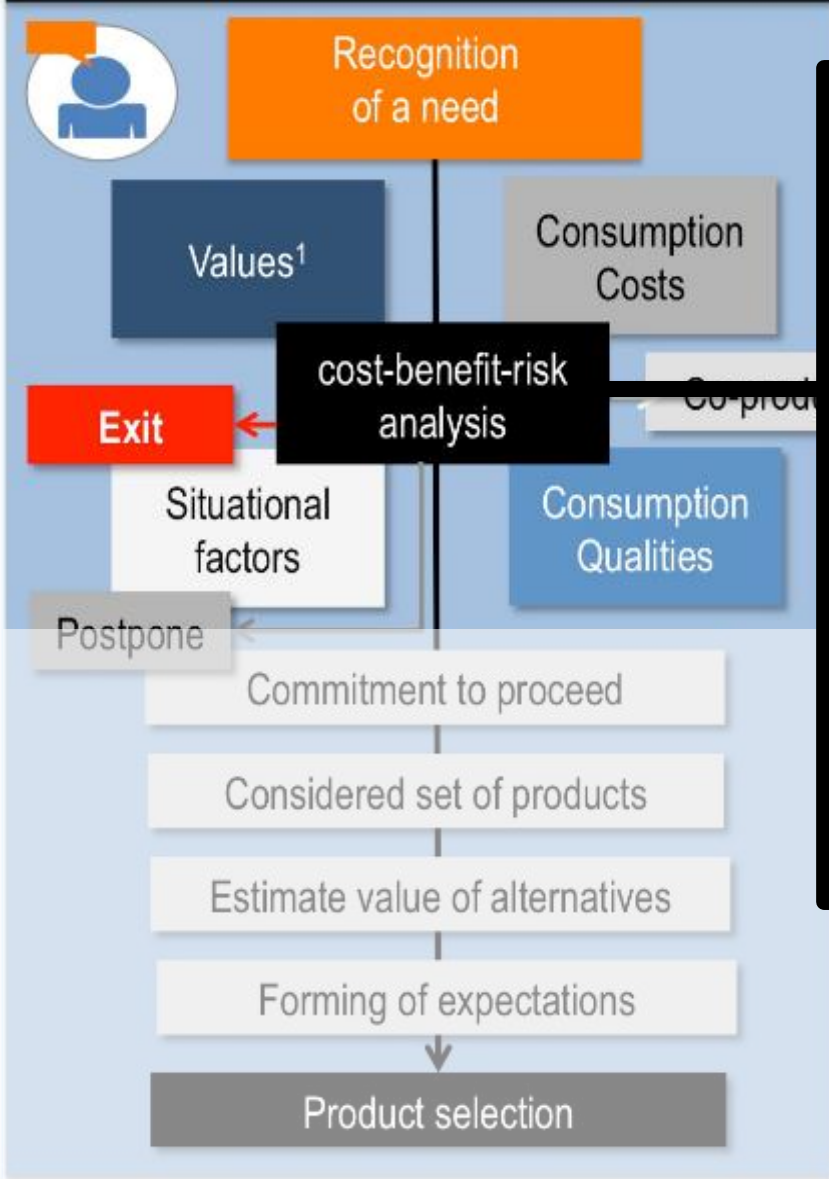 Recognition
of a need
Values¹
Consumption
Costs
cost-benefit-risk
analysis
Exit
Situational
factors
Consumption
Qualities
Postpone
Commitment to proceed
Considered set of products
Estimate value of alternatives
Forming of expectations
Product selection